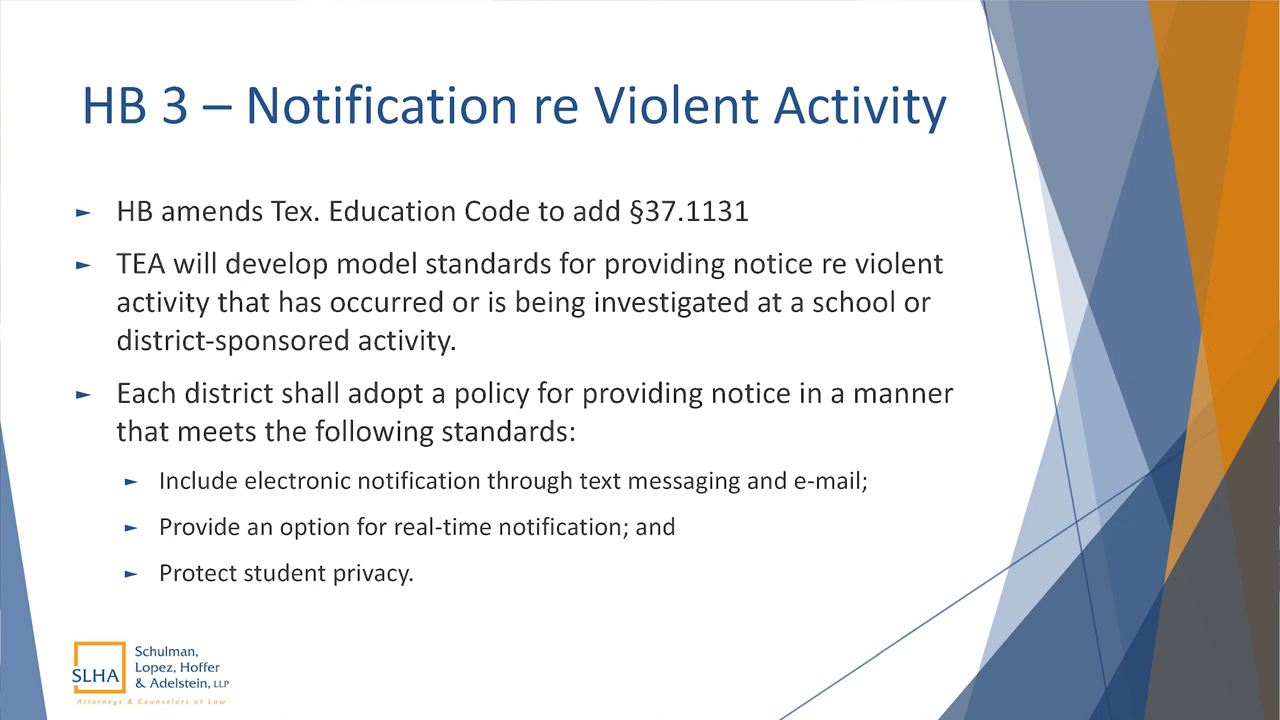 HB 3 – Notification re Violent Activity
► HB amends Tex. Education Code to add §37.1131
► TEA will develop model standards for providing notice re violent
activity that has occurred or is being investigated at a school or
district-sponsored activity.
► Each district shall adopt a policy for providing notice in a manner
that meets the following standards:
► Include electronic notification through text messaging and e-mail;
► Provide an option for real-time notification; and
► Protect student privacy.
SLHA
Schulman,
Lopez, Hoffer
& Adelstein, LLP
Attorneys & Counselors at Law